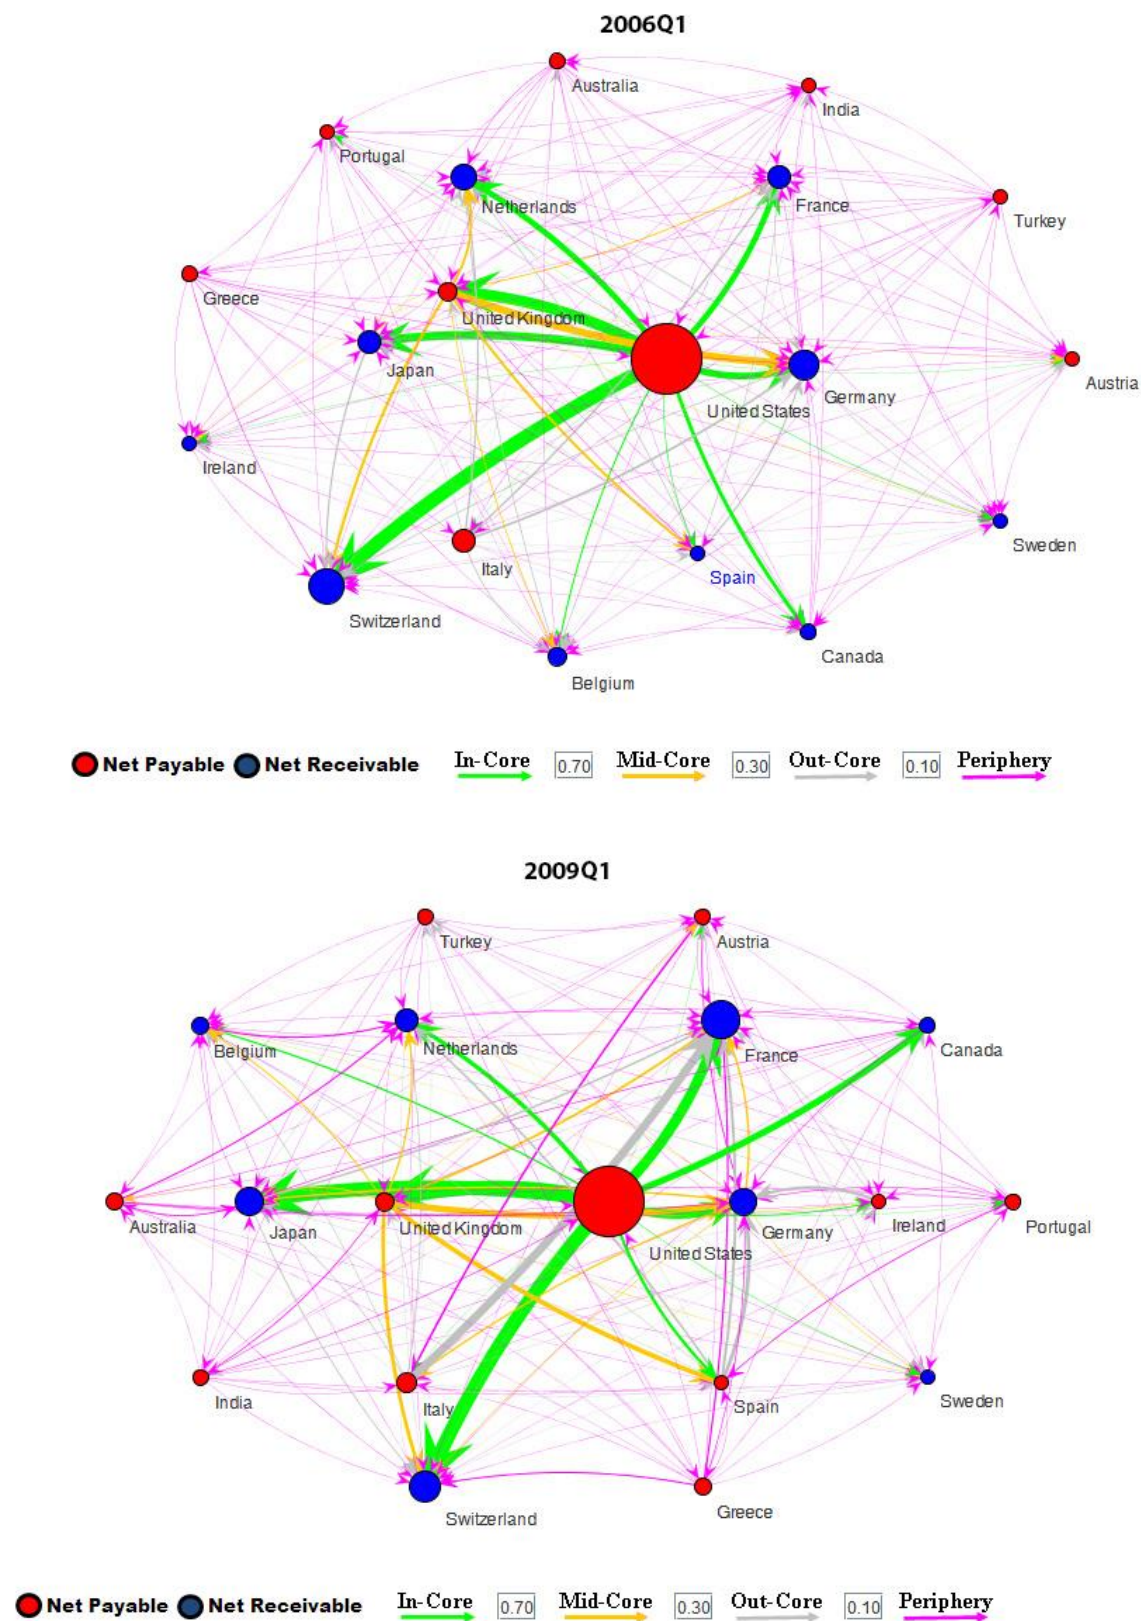 2006Q1
Australia
India
Portugal
Netherlands
France
Turkey
Greece
United Kingdom
Japan
United States
Germany
Austria
Ireland
Italy
Spain
Sweden
Switzerland
Canada
Belgium
Net Payable Net Receivable In-Core 0.70 Mid-Core 0.30 Out-Core 0.10 Periphery
2009Q1
Turkey
Austria
Belgium
Netherlands
France
Canada
Australia
Japan
United Kingdom
United States
Germany
Ireland
Portugal
India
Italy
Spain
Sweden
Switzerland
Greece
Net Payable Net Receivable In-Core 0.70 Mid-Core 0.30 Out-Core 0.10 Periphery